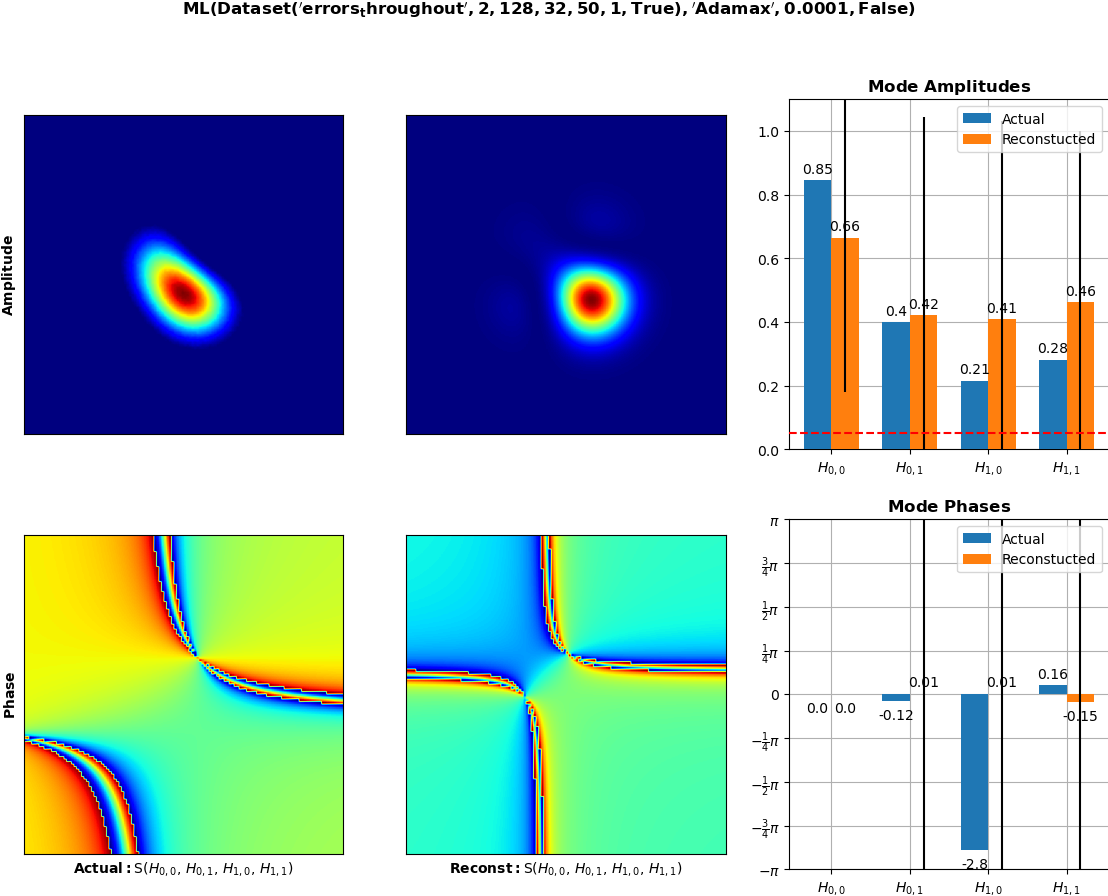 ML(Dataset('errors_throughout', 2, 128, 32, 50, 1, True), 'Adamax', 0.0001, False)
Amplitude
Mode Amplitudes
Actual
Reconstucted
1.0
0.8
0.6
0.4
0.2
0.0
0.85
0.66
0.4
0.42
0.21
0.41
0.28
0.46
H0,0
H0,1
H1,0
H1,1
Phase
Actual: S(H0,0, H0,1, H1,0, H1,1)
Reconst: S(H0,0, H0,1, H1,0, H1,1)
Mode Phases
Actual
Reconstucted
π
3/4π
1/2π
1/4π
0
−1/4π
−1/2π
−3/4π
−π
0.0
0.0
-0.12
0.01
-2.8
0.01
0.16
-0.15
H0,0
H0,1
H1,0
H1,1